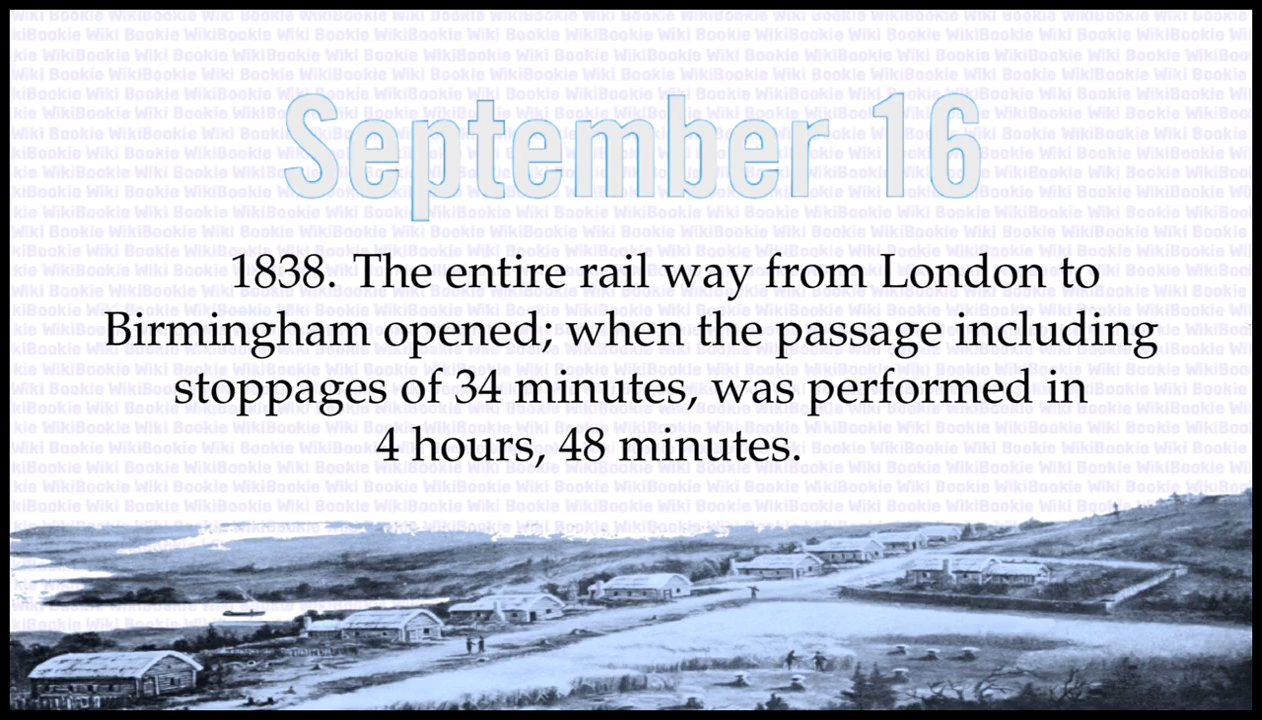 September 16
1838. The entire rail way from London to
Birmingham opened; when the passage including
stoppages of 34 minutes, was performed in
4 hours, 48 minutes.